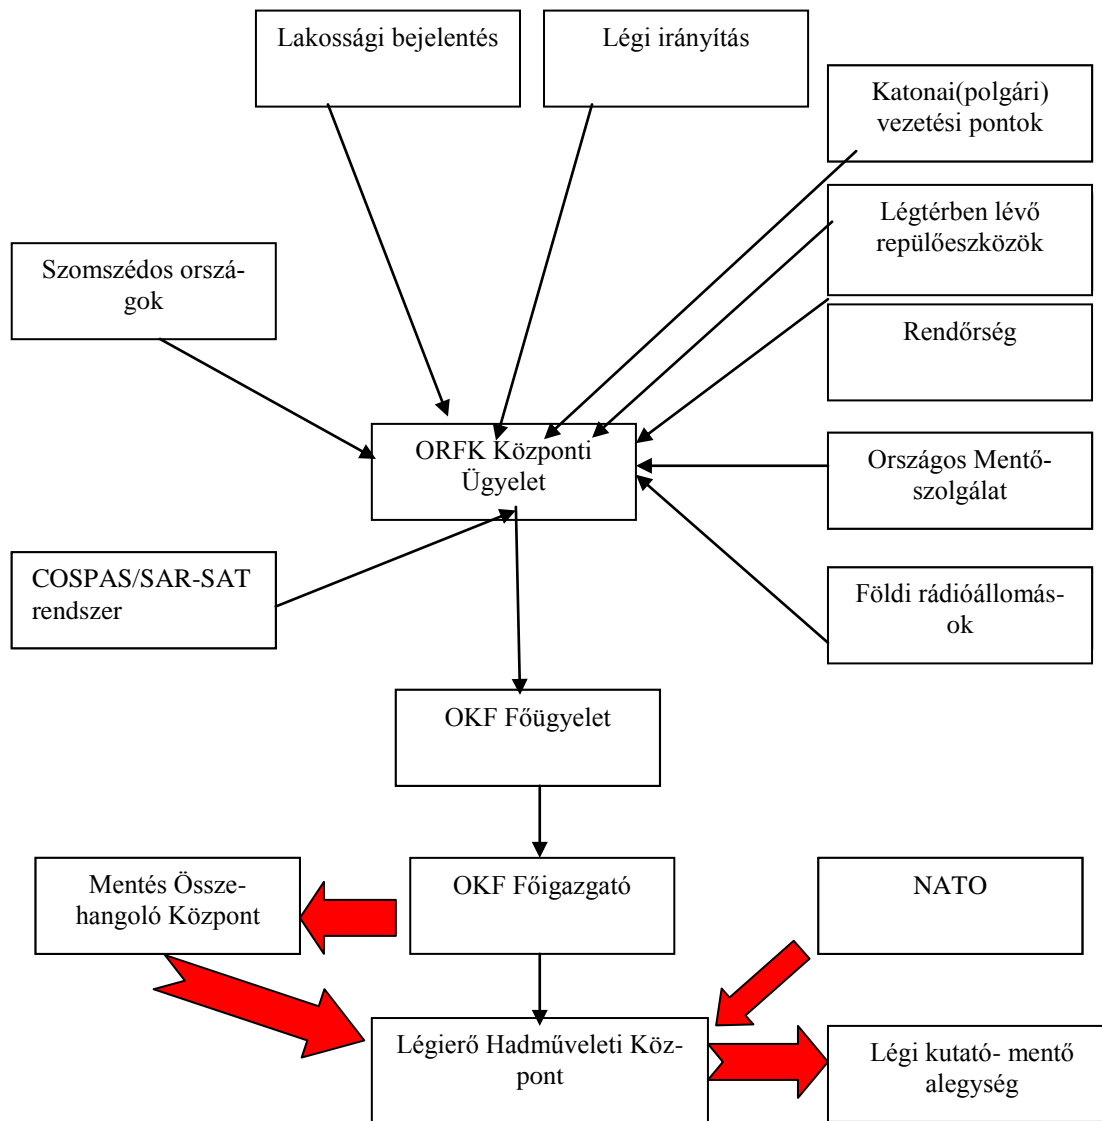 Lakossági bejelentés
Légi irányítás
Katonai(polgári)
vezetési pontok
Légtérben lévő
repülőeszközök
Szomszédos orszá-
gok
Rendőrség
ORFK Központi
Ügyelet
Országos Mentő-
szolgálat
COSPAS/SAR-SAT
rendszer
Földi rádióállomás-
ok
OKF Főügyelet
Mentés Össze-
hangoló Központ
OKF Főigazgató
NATO
Légierő Hadműveleti Köz-
pont
Légi kutató- mentő
alegység